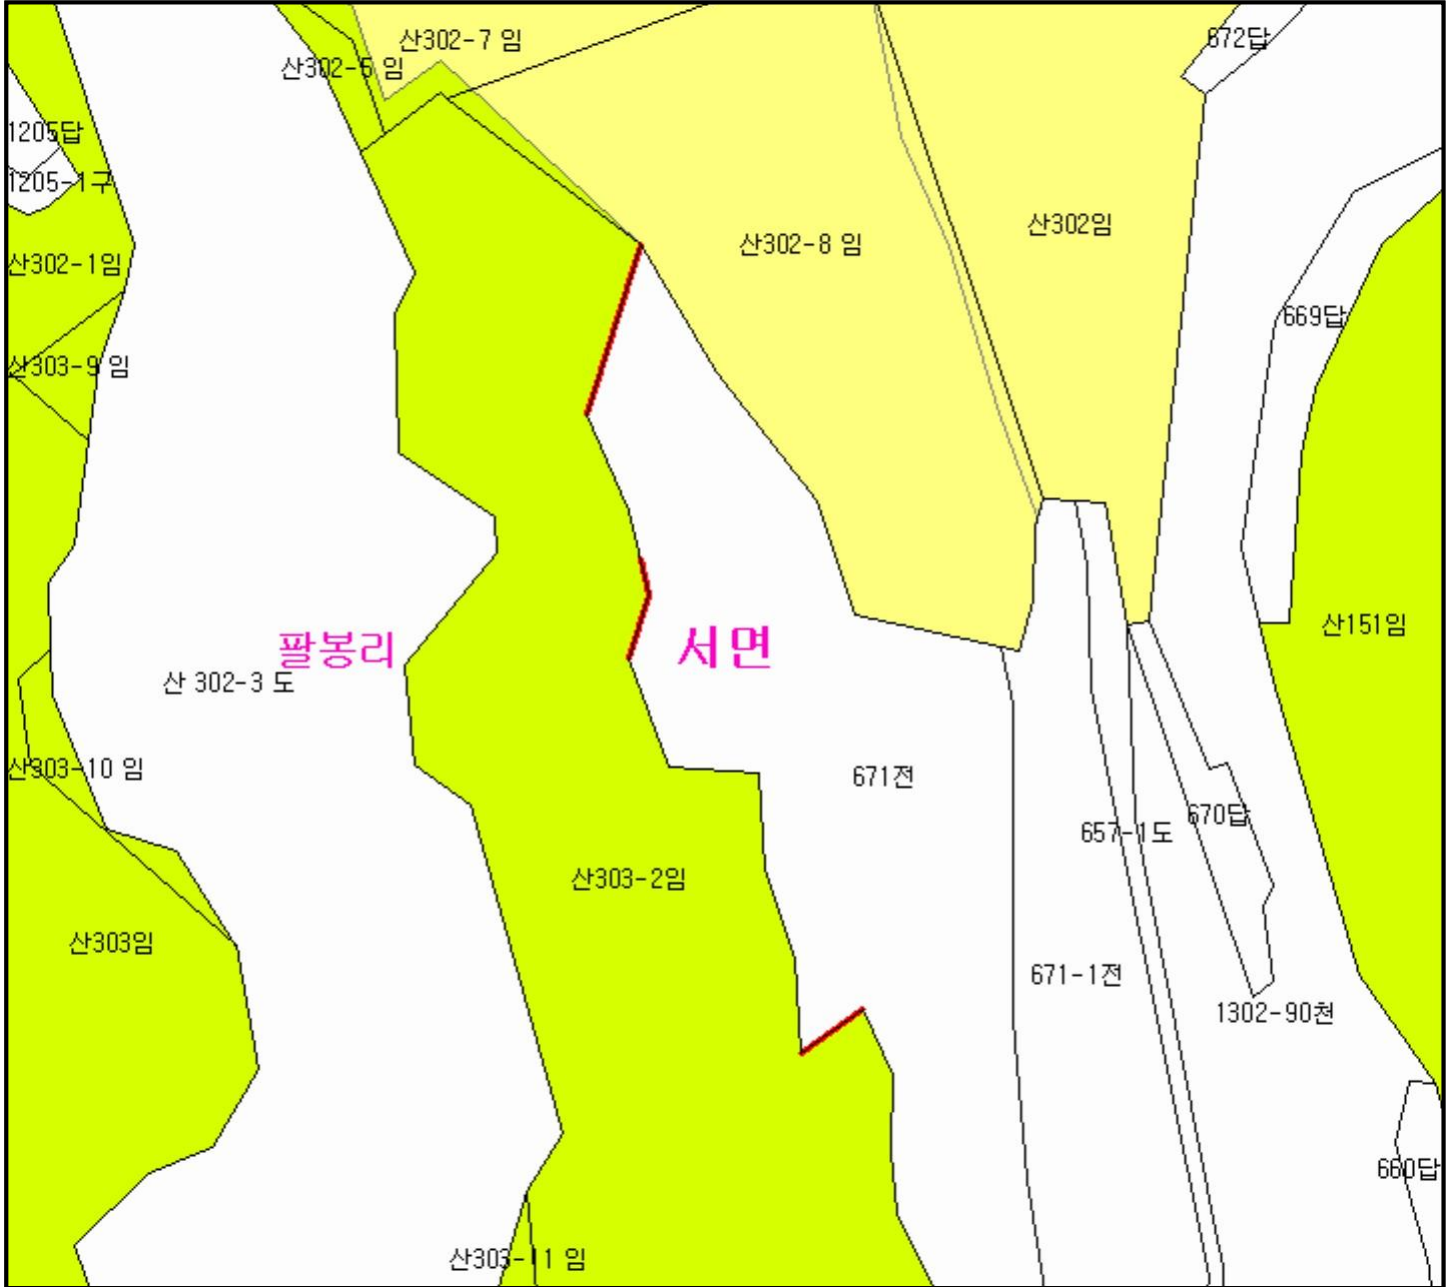 산302-7 임
672답
산302-5 임
1205답
1205-1구
산302임
산302-8 임
산302-1임
669답
산303-9 임
산151임
팔봉리
서면
산 302-3 도
산303-10 임
671전
670답
657-1도
산303-2임
산303임
671-1전
1302-90천
660답
산303-11 임